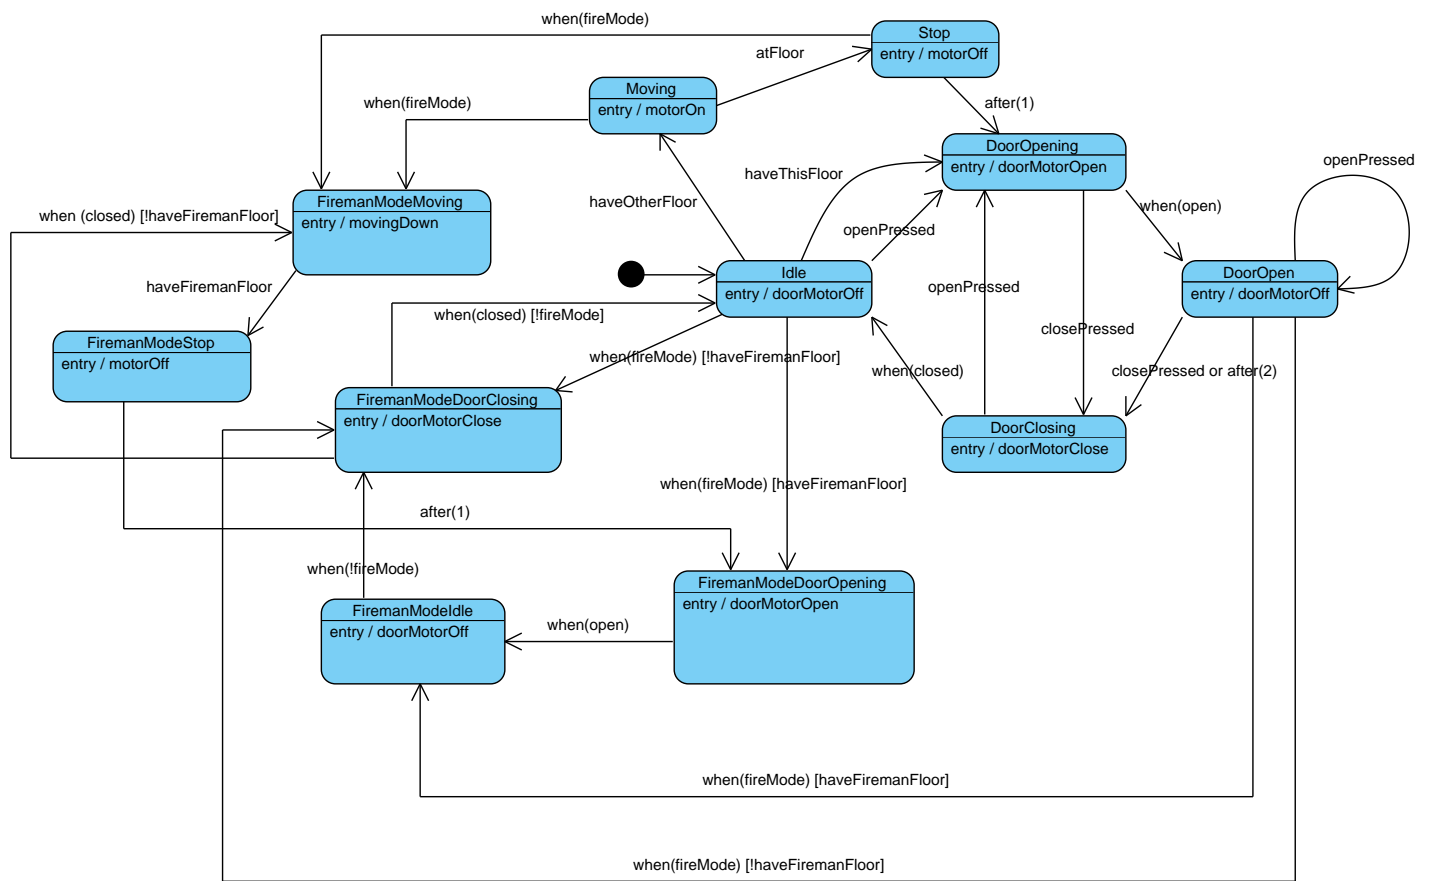 when(fireMode)
Stop
entry / motorOff
atFloor
Moving
entry / motorOn
when(fireMode)
after(1)
DoorOpening
entry / doorMotorOpen
openPressed
haveThisFloor
FiremanModeMoving
entry / movingDown
when (closed) [!haveFiremanFloor]
haveOtherFloor
when(open)
openPressed
Idle
entry / doorMotorOff
DoorOpen
entry / doorMotorOff
haveFiremanFloor
openPressed
when(closed) [!fireMode]
closePressed
FiremanModeStop
entry / motorOff
when(fireMode) [!haveFiremanFloor]
when(closed)
closePressed or after(2)
FiremanModeDoorClosing
entry / doorMotorClose
DoorClosing
entry / doorMotorClose
when(fireMode) [haveFiremanFloor]
after(1)
when(!fireMode)
FiremanModeDoorOpening
entry / doorMotorOpen
FiremanModeIdle
entry / doorMotorOff
when(open)
when(fireMode) [haveFiremanFloor]
when(fireMode) [!haveFiremanFloor]